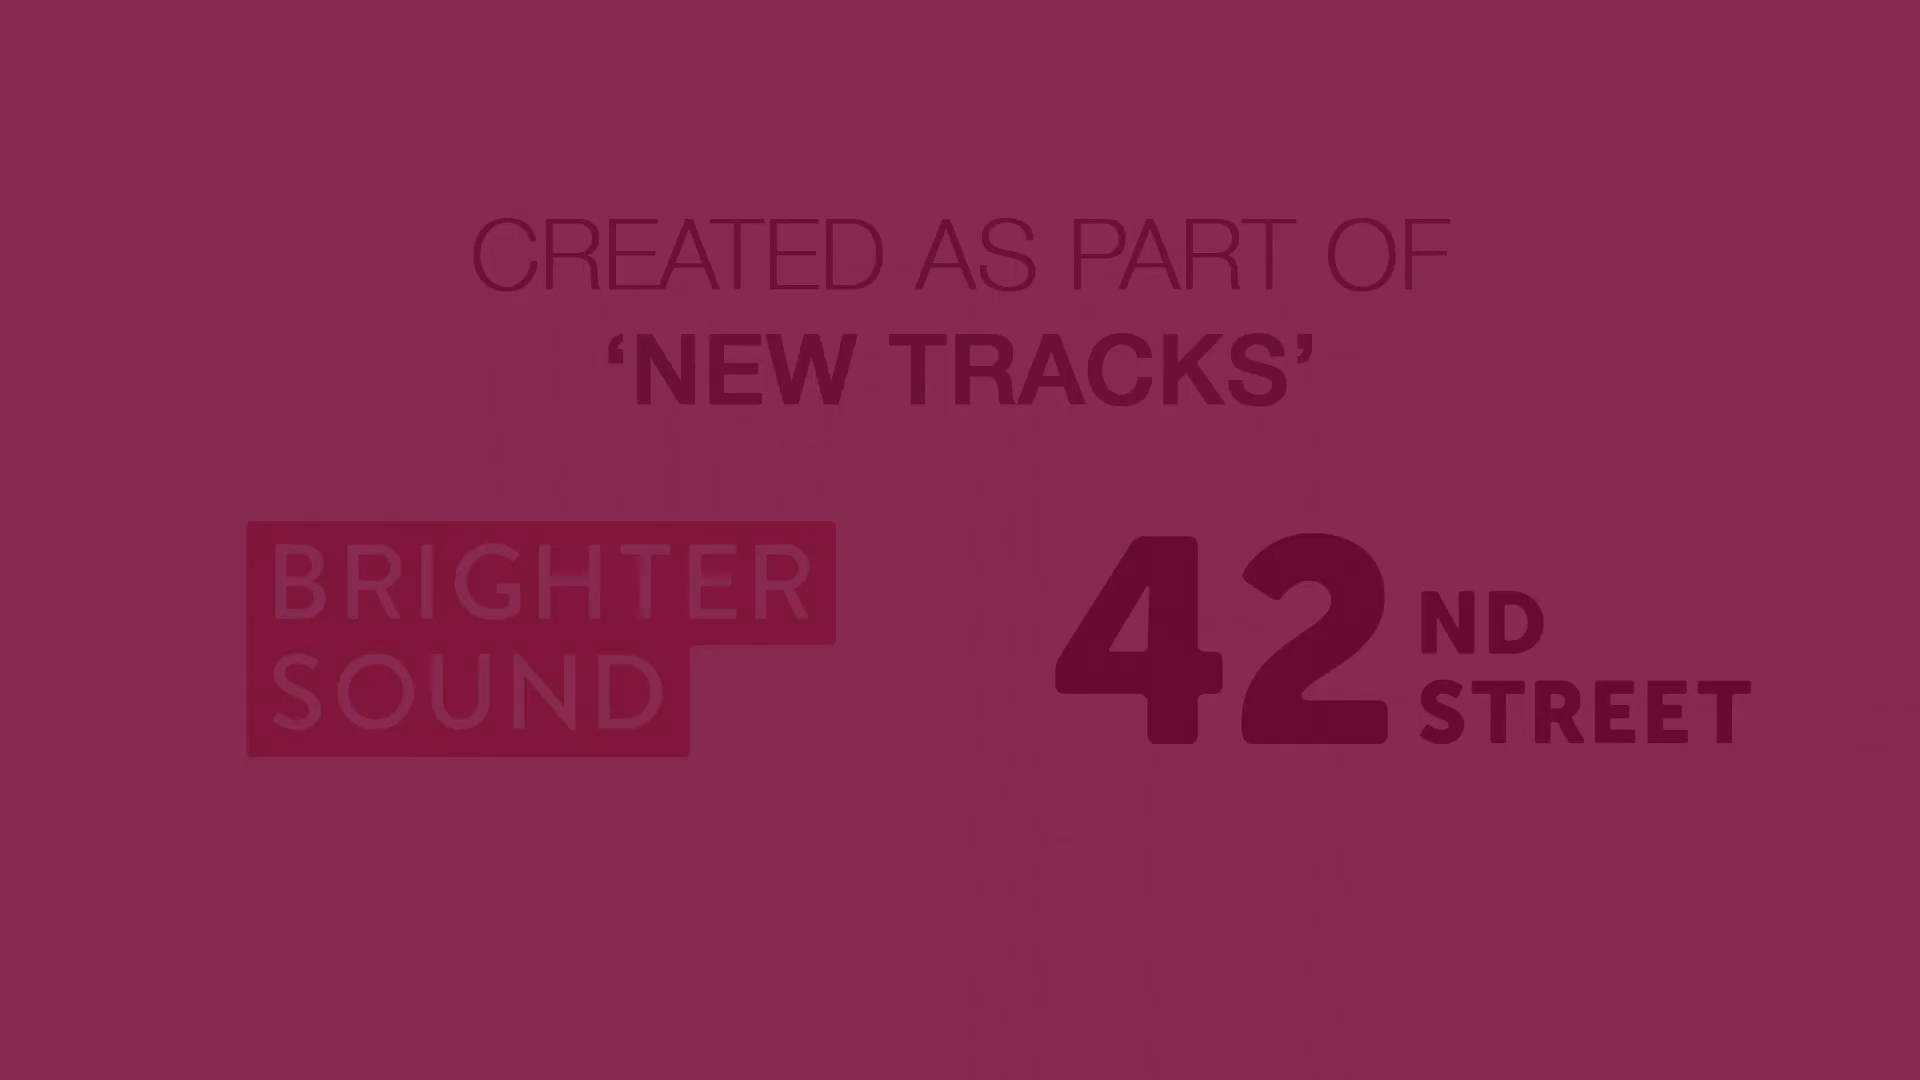 CREATED AS PART OF
‘NEW TRACKS’
BRIGHTER
SOUND
42
ND
STREET